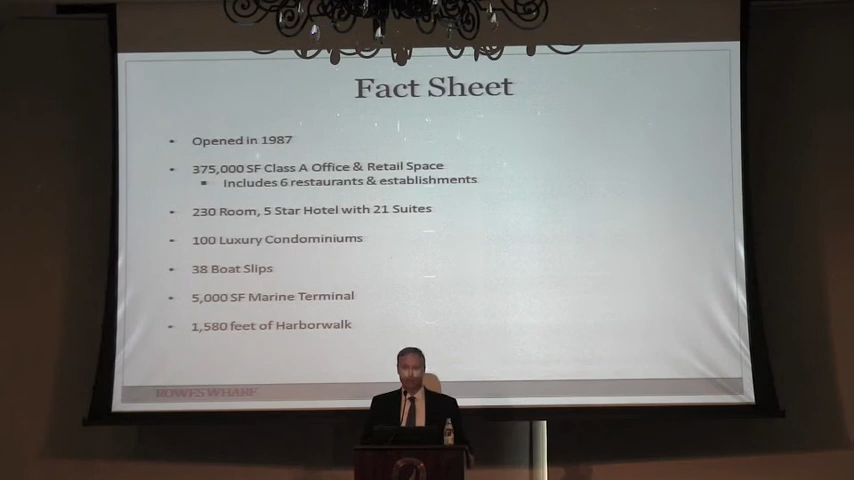 Fact Sheet
Opened in 1987
375,000 SF Class A Office & Retail Space
Includes 6 restaurants & establishments
230 Room, 5 Star Hotel with 21 Suites
100 Luxury Condominiums
38 Boat Slips
5,000 SF Marine Terminal
1,580 feet of Harborwalk
ROWES WHARF